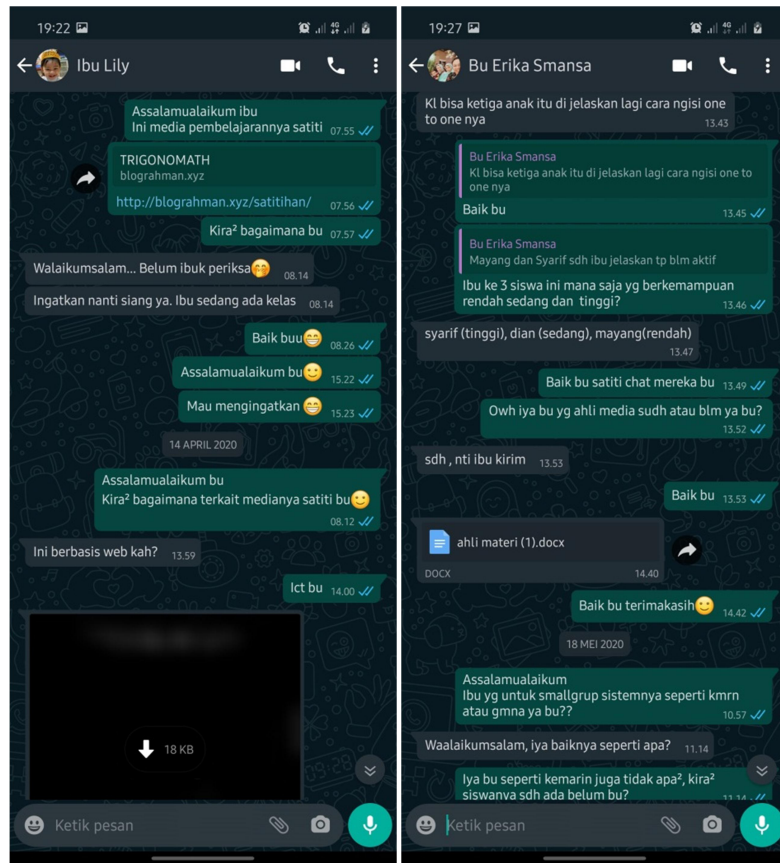 19:22
Ibu Lily
Assalamualaikum ibu
Ini media pembelajarannya satiti 07.55
TRIGONOMATH
blograhman.xyz
http://blograhman.xyz/satitihan/ 07.56
Kira² bagaimana bu 07.57
Walaikumsalam... Belum ibuk periksa🤭 08.14
Ingatkan nanti siang ya. Ibu sedang ada kelas 08.14
Baik buu😁 08.26
Assalamualaikum bu🙂 15.22
Mau mengingatkan 😁 15.23
14 APRIL 2020
Assalamualaikum bu
Kira² bagaimana terkait medianya satiti bu🙂
08.12
Ini berbasis web kah? 13.59
Ict bu 14.00
18 KB
Ketik pesan
19:27
Bu Erika Smansa
Kl bisa ketiga anak itu di jelaskan lagi cara ngisi one
to one nya 13.43
Bu Erika Smansa
Kl bisa ketiga anak itu di jelaskan lagi cara ngisi one to
one nya
Baik bu 13.45
Bu Erika Smansa
Mayang dan Syarif sdh ibu jelaskan tp blm aktif
Ibu ke 3 siswa ini mana saja yg berkemampuan
rendah sedang dan tinggi? 13.46
syarif (tinggi), dian (sedang), mayang(rendah)
13.47
Baik bu satiti chat mereka bu 13.49
Owh iya bu yg ahli media sudh atau blm ya bu?
13.52
sdh , nti ibu kirim 13.53
Baik bu 13.53
ahli materi (1).docx
DOCX 14.40
Baik bu terimakasih🙂 14.42
18 MEI 2020
Assalamualaikum
Ibu yg untuk smallgrup sistemnya seperti kmrn
atau gmna ya bu?? 10.57
Waalaikumsalam, iya baiknya seperti apa? 11.14
Iya bu seperti kemarin juga tidak apa², kira²
siswanya sdh ada belum bu? 11.14
Ketik pesan